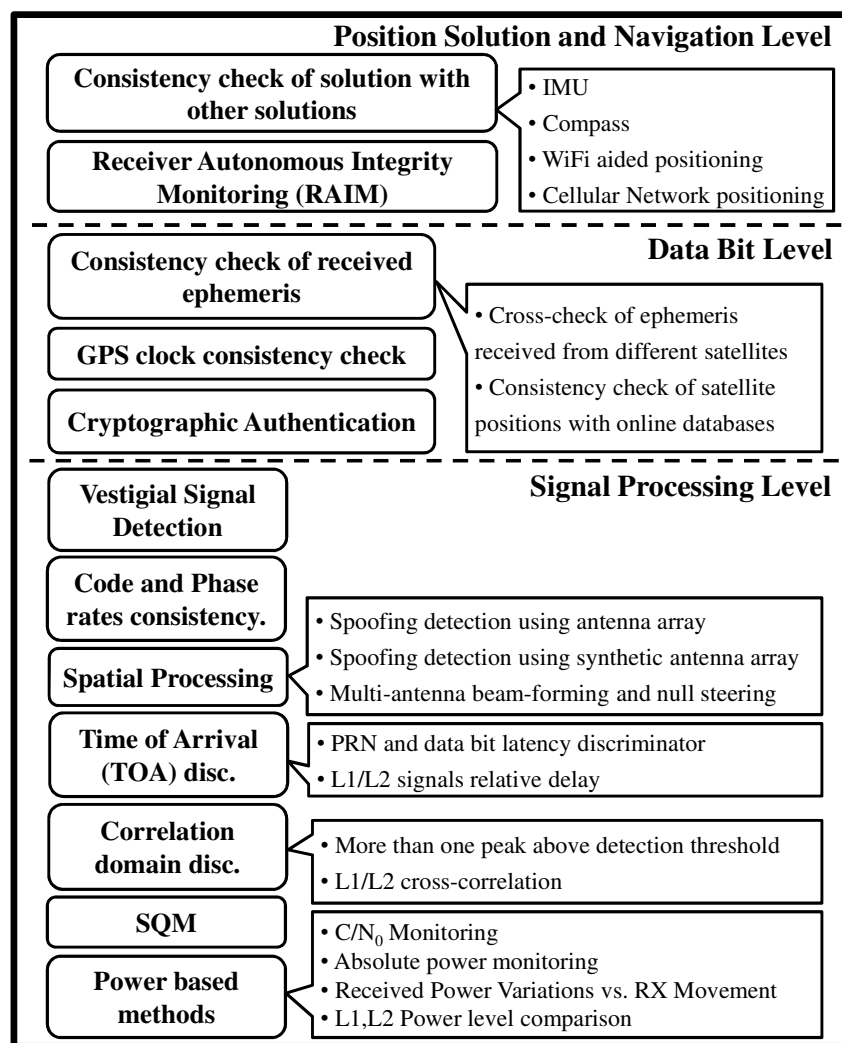 Position Solution and Navigation Level
Consistency check of solution with
other solutions
• IMU
• Compass
• WiFi aided positioning
• Cellular Network positioning
Receiver Autonomous Integrity
Monitoring (RAIM)
Data Bit Level
Consistency check of received
ephemeris
• Cross-check of ephemeris
received from different satellites
• Consistency check of satellite
positions with online databases
GPS clock consistency check
Cryptographic Authentication
Signal Processing Level
Vestigial Signal
Detection
Code and Phase
rates consistency.
Spatial Processing
• Spoofing detection using antenna array
• Spoofing detection using synthetic antenna array
• Multi-antenna beam-forming and null steering
Time of Arrival
(TOA) disc.
• PRN and data bit latency discriminator
• L1/L2 signals relative delay
Correlation
domain disc.
• More than one peak above detection threshold
• L1/L2 cross-correlation
SQM
Power based
methods
• C/N0 Monitoring
• Absolute power monitoring
• Received Power Variations vs. RX Movement
• L1,L2 Power level comparison